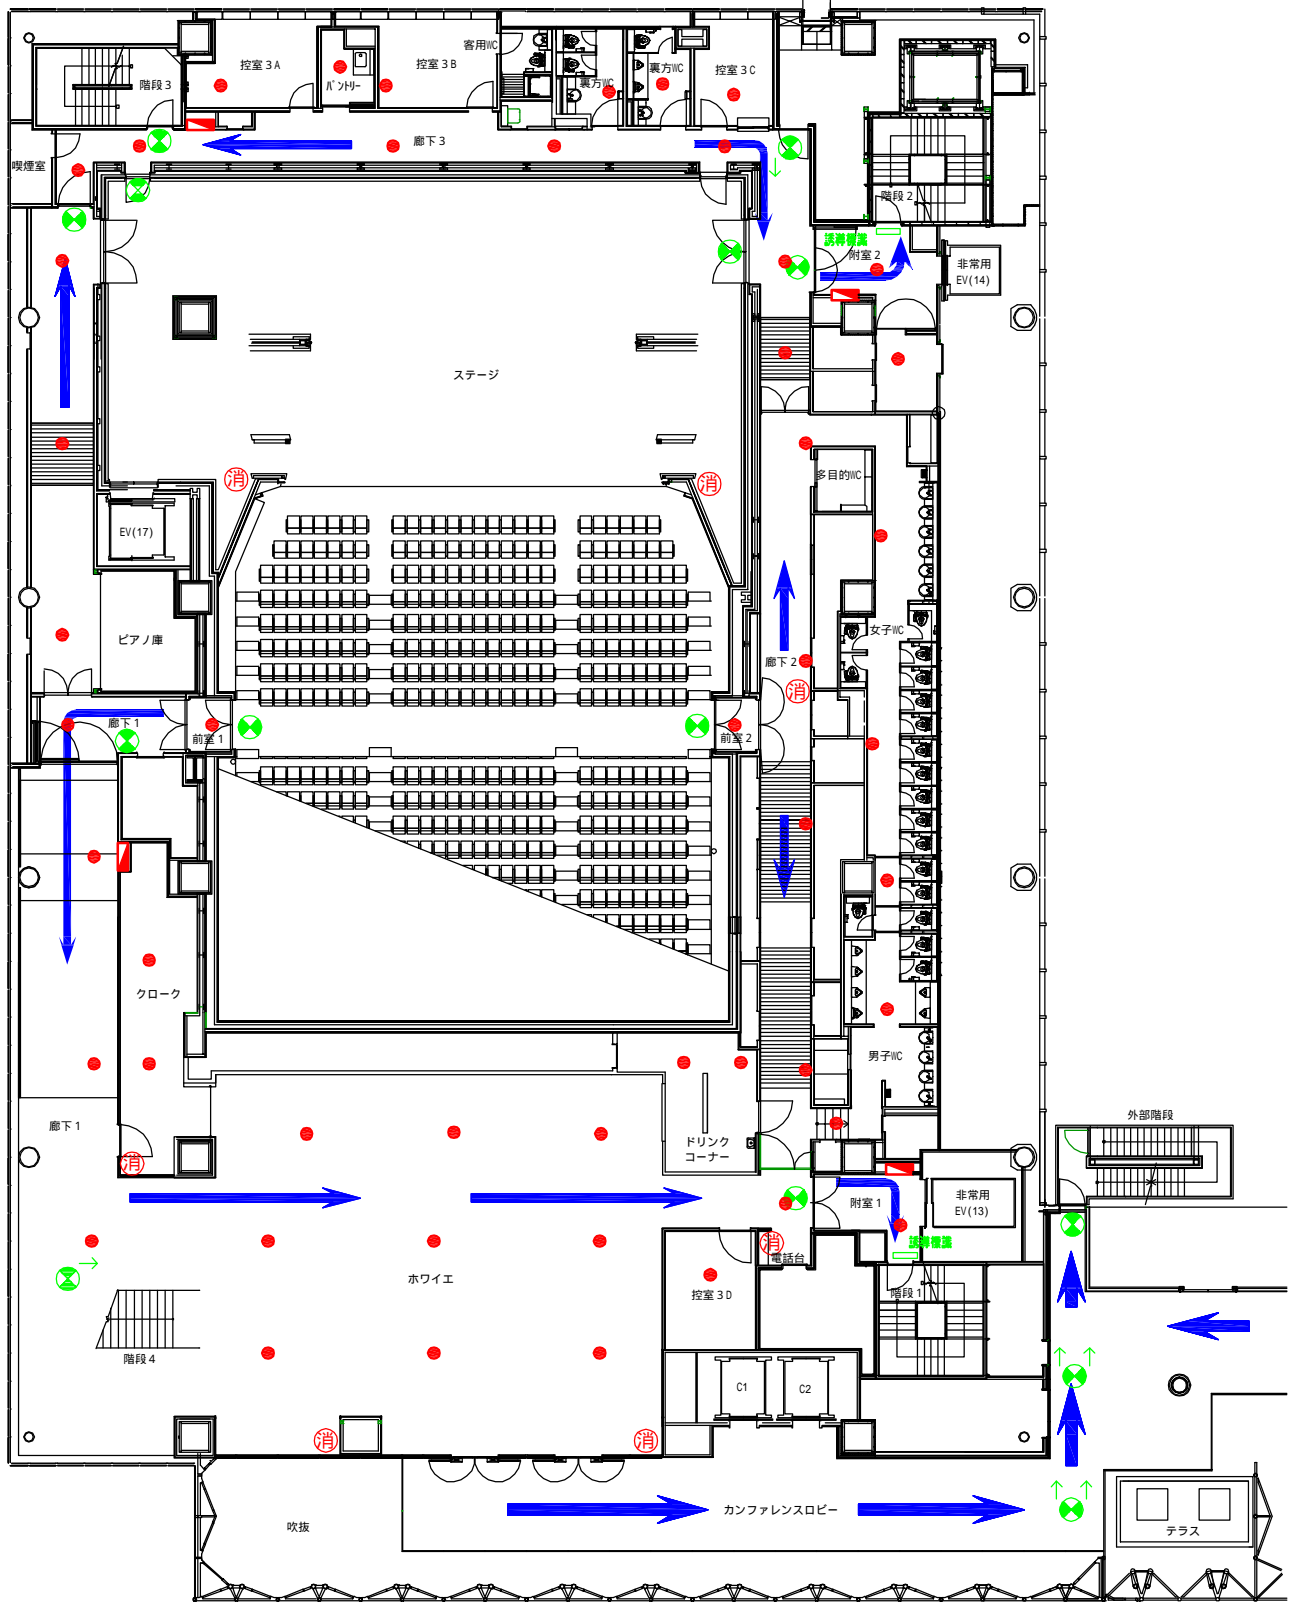 客用WC
階段3
控室3A
パントリー
控室3B
裏方WC
裏方WC
控室3C
喫煙室
廊下3
階段2
誘導標識
附室2
非常用
EV(14)
ステージ
消
消
多目的WC
EV(17)
ピアノ庫
女子WC
廊下2
消
廊下1
前室1
前室2
クローク
男子WC
廊下1
消
ドリンク
コーナー
外部階段
附室1
非常用
EV(13)
誘導標識
消
電話台
ホワイエ
控室3D
階段1
階段4
C1
C2
消
消
カンファレンスロビー
吹抜
テラス